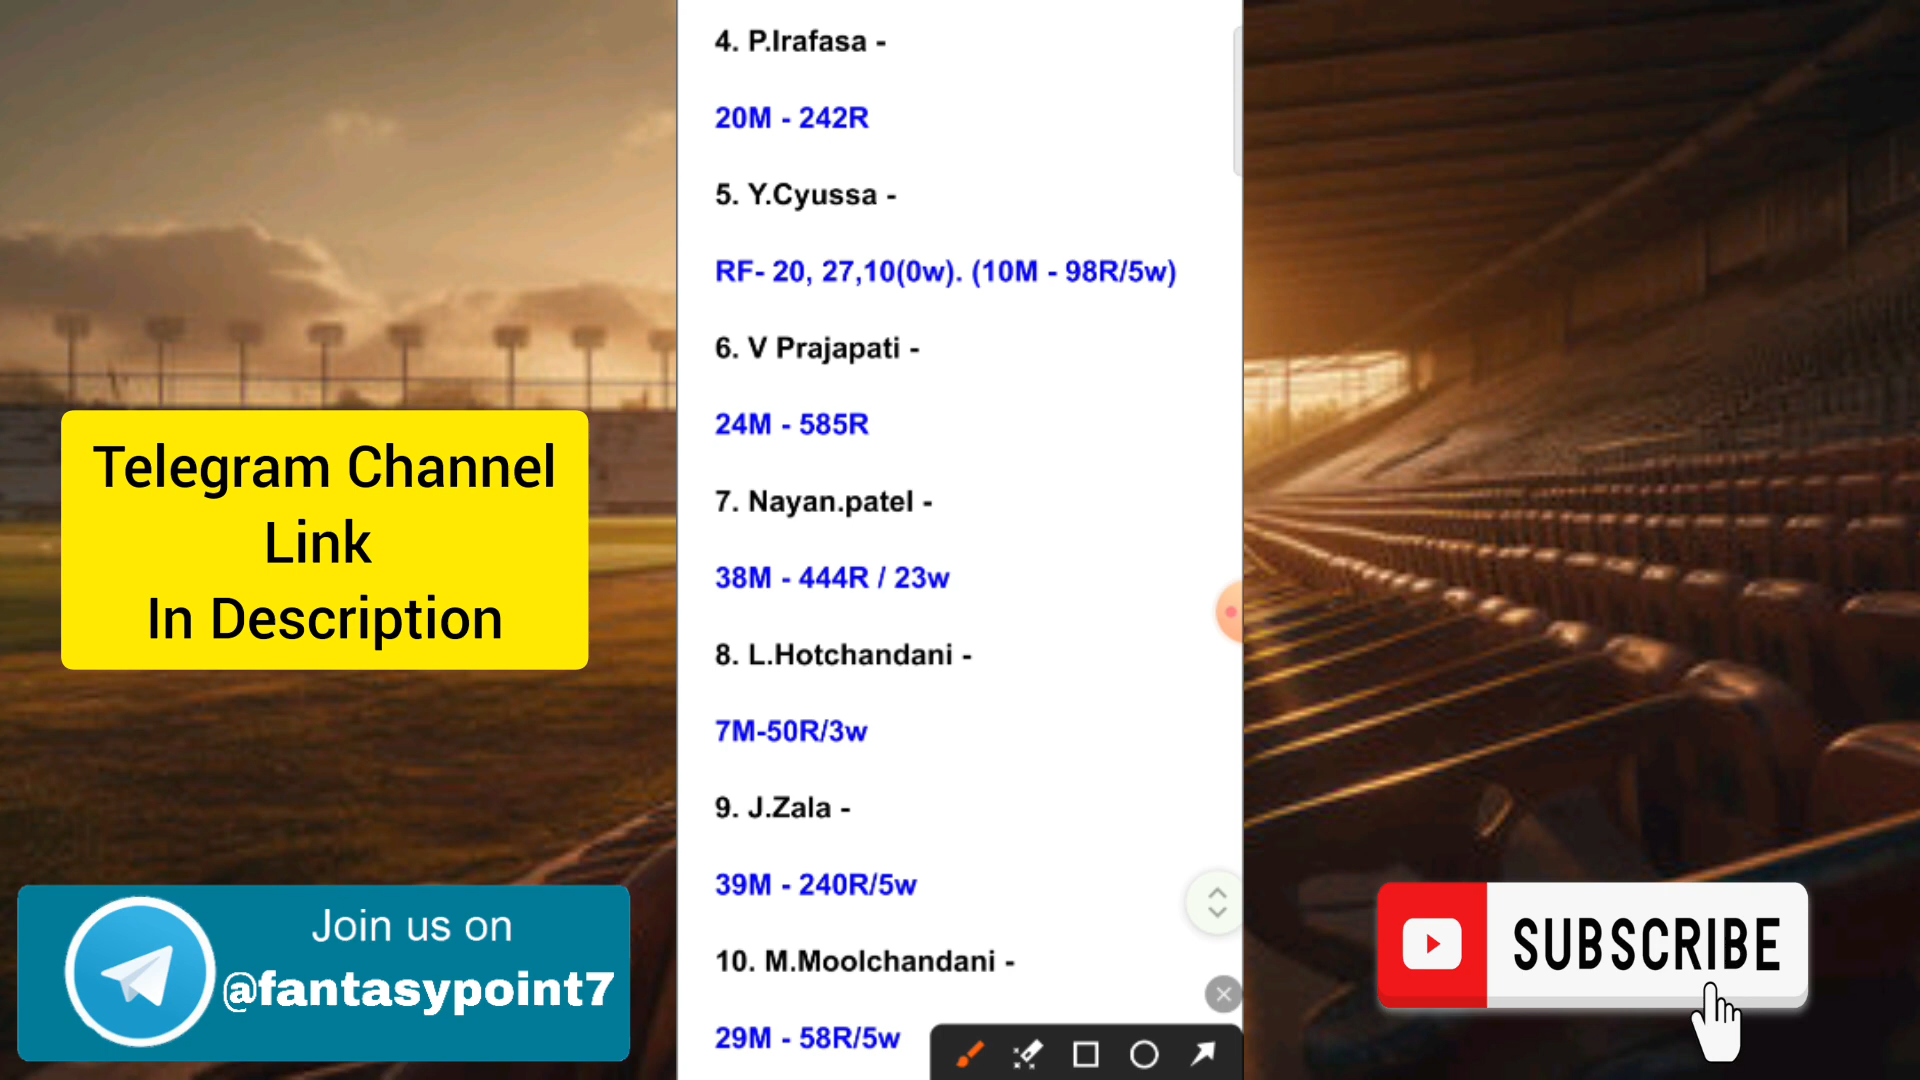 4. P.Irafasa -
20M - 242R
5. Y.Cyussa -
RF- 20, 27,10(0w). (10M - 98R/5w)
6. V Prajapati -
24M - 585R
7. Nayan.patel -
38M - 444R / 23w
8. L.Hotchandani -
7M-50R/3w
9. J.Zala -
39M - 240R/5w
10. M.Moolchandani -
29M - 58R/5w
Telegram Channel
Link
In Description
Join us on
@fantasypoint7
SUBSCRIBE